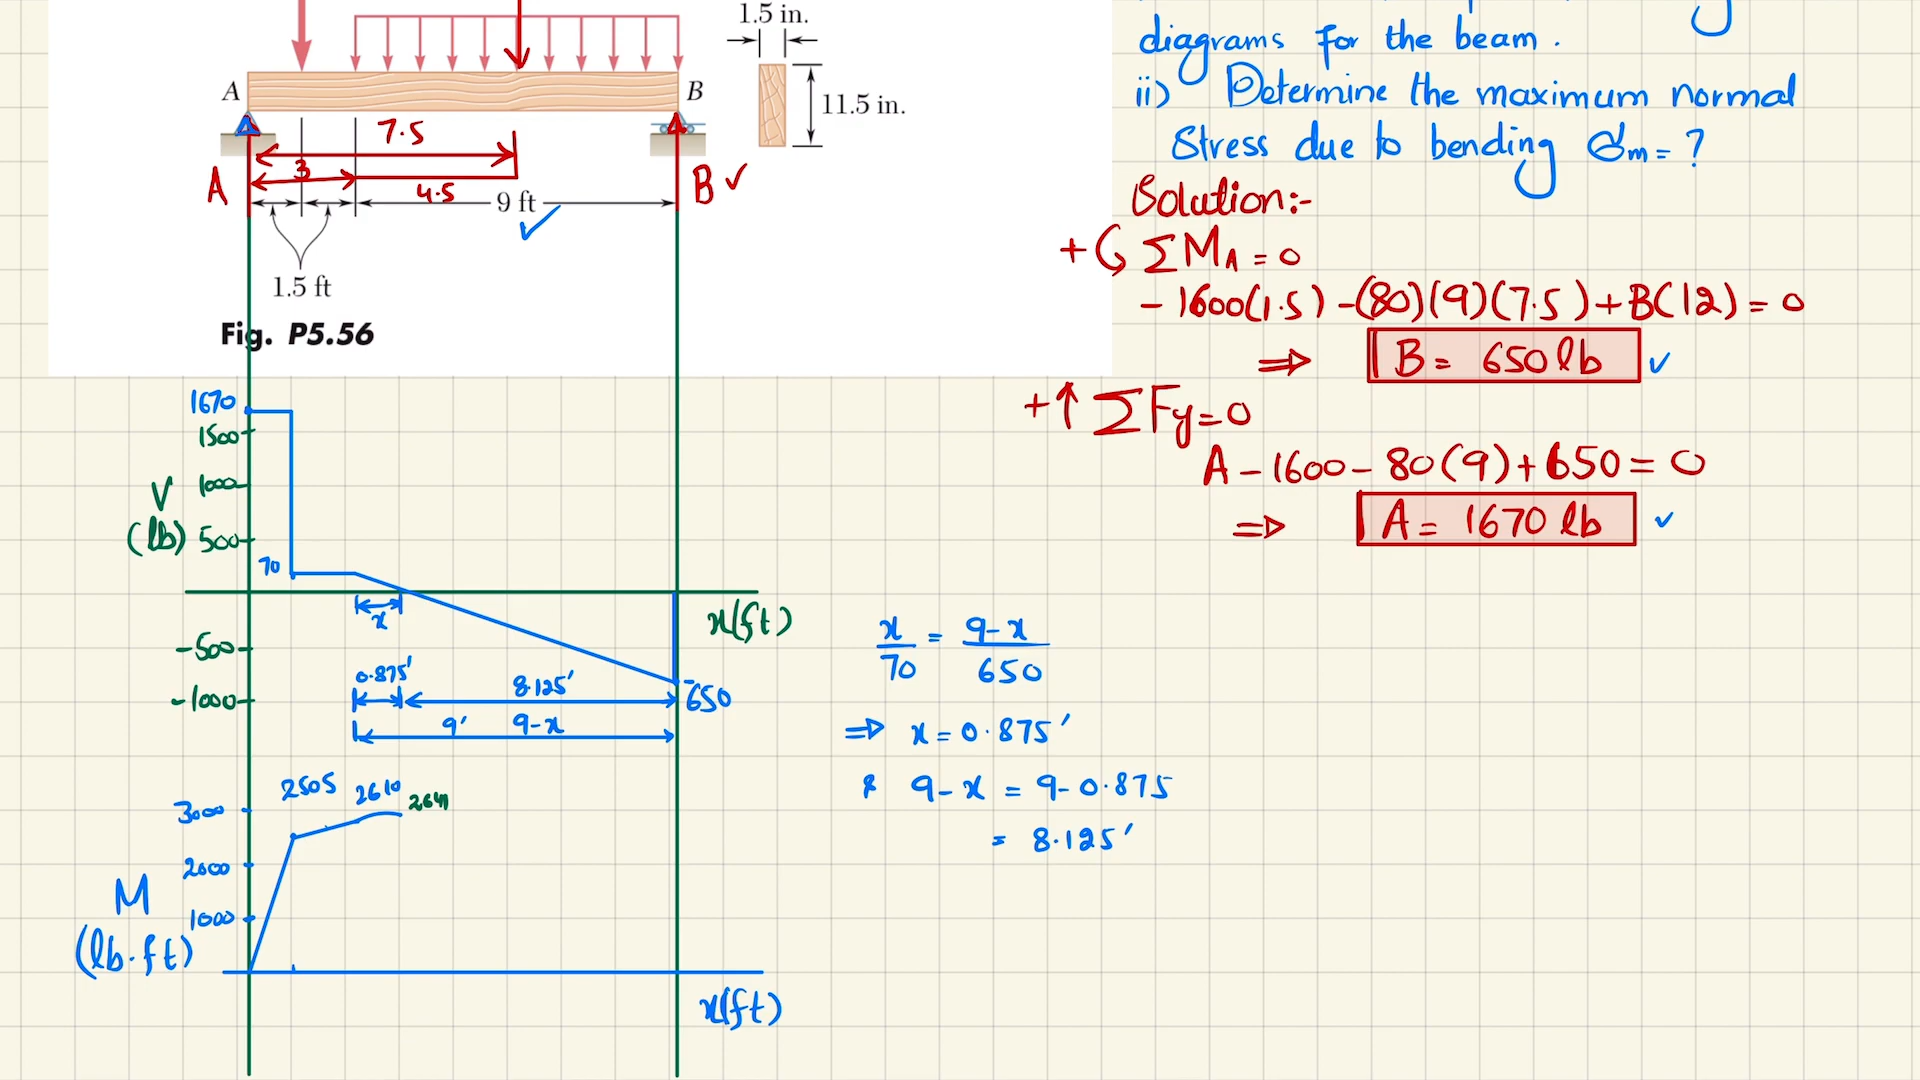 1.5 in.
diagrams for the beam.
A
B
11.5 in.
ii) Determine the maximum normal
Stress due to bending σm = ?
7.5
3
4.5
A
B ✓
9 ft
✓
1.5 ft
Fig. P5.56
Solution:-
+ ΣMA = 0
- 1600(1.5) - (80)(9)(7.5) + B(12) = 0
⇒ B = 650 lb ✓
+↑ ΣFy = 0
A - 1600 - 80(9) + 650 = 0
⇒ A = 1670 lb ✓
1670
1500
1000
V
(lb)
500
70
x
x(ft)
-500
0.875'
8.125'
-1000
-650
9'
9-x
x/70 = 9-x/650
⇒ x = 0.875'
& 9-x = 9-0.875
= 8.125'
2505
2610
3000
2000
M
1000
(lb.ft)
x(ft)